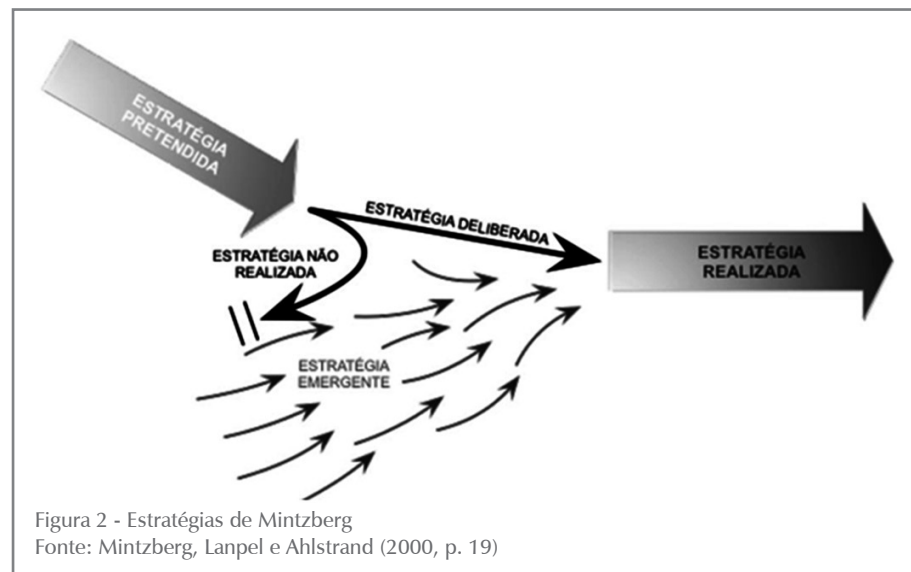 ESTRATÉGIA
PRETENDIDA
ESTRATÉGIA DELIBERADA
ESTRATÉGIA NÃO
REALIZADA
ESTRATÉGIA
REALIZADA
ESTRATÉGIA
EMERGENTE
Figura 2 - Estratégias de Mintzberg
Fonte: Mintzberg, Lanpel e Ahlstrand (2000, p. 19)